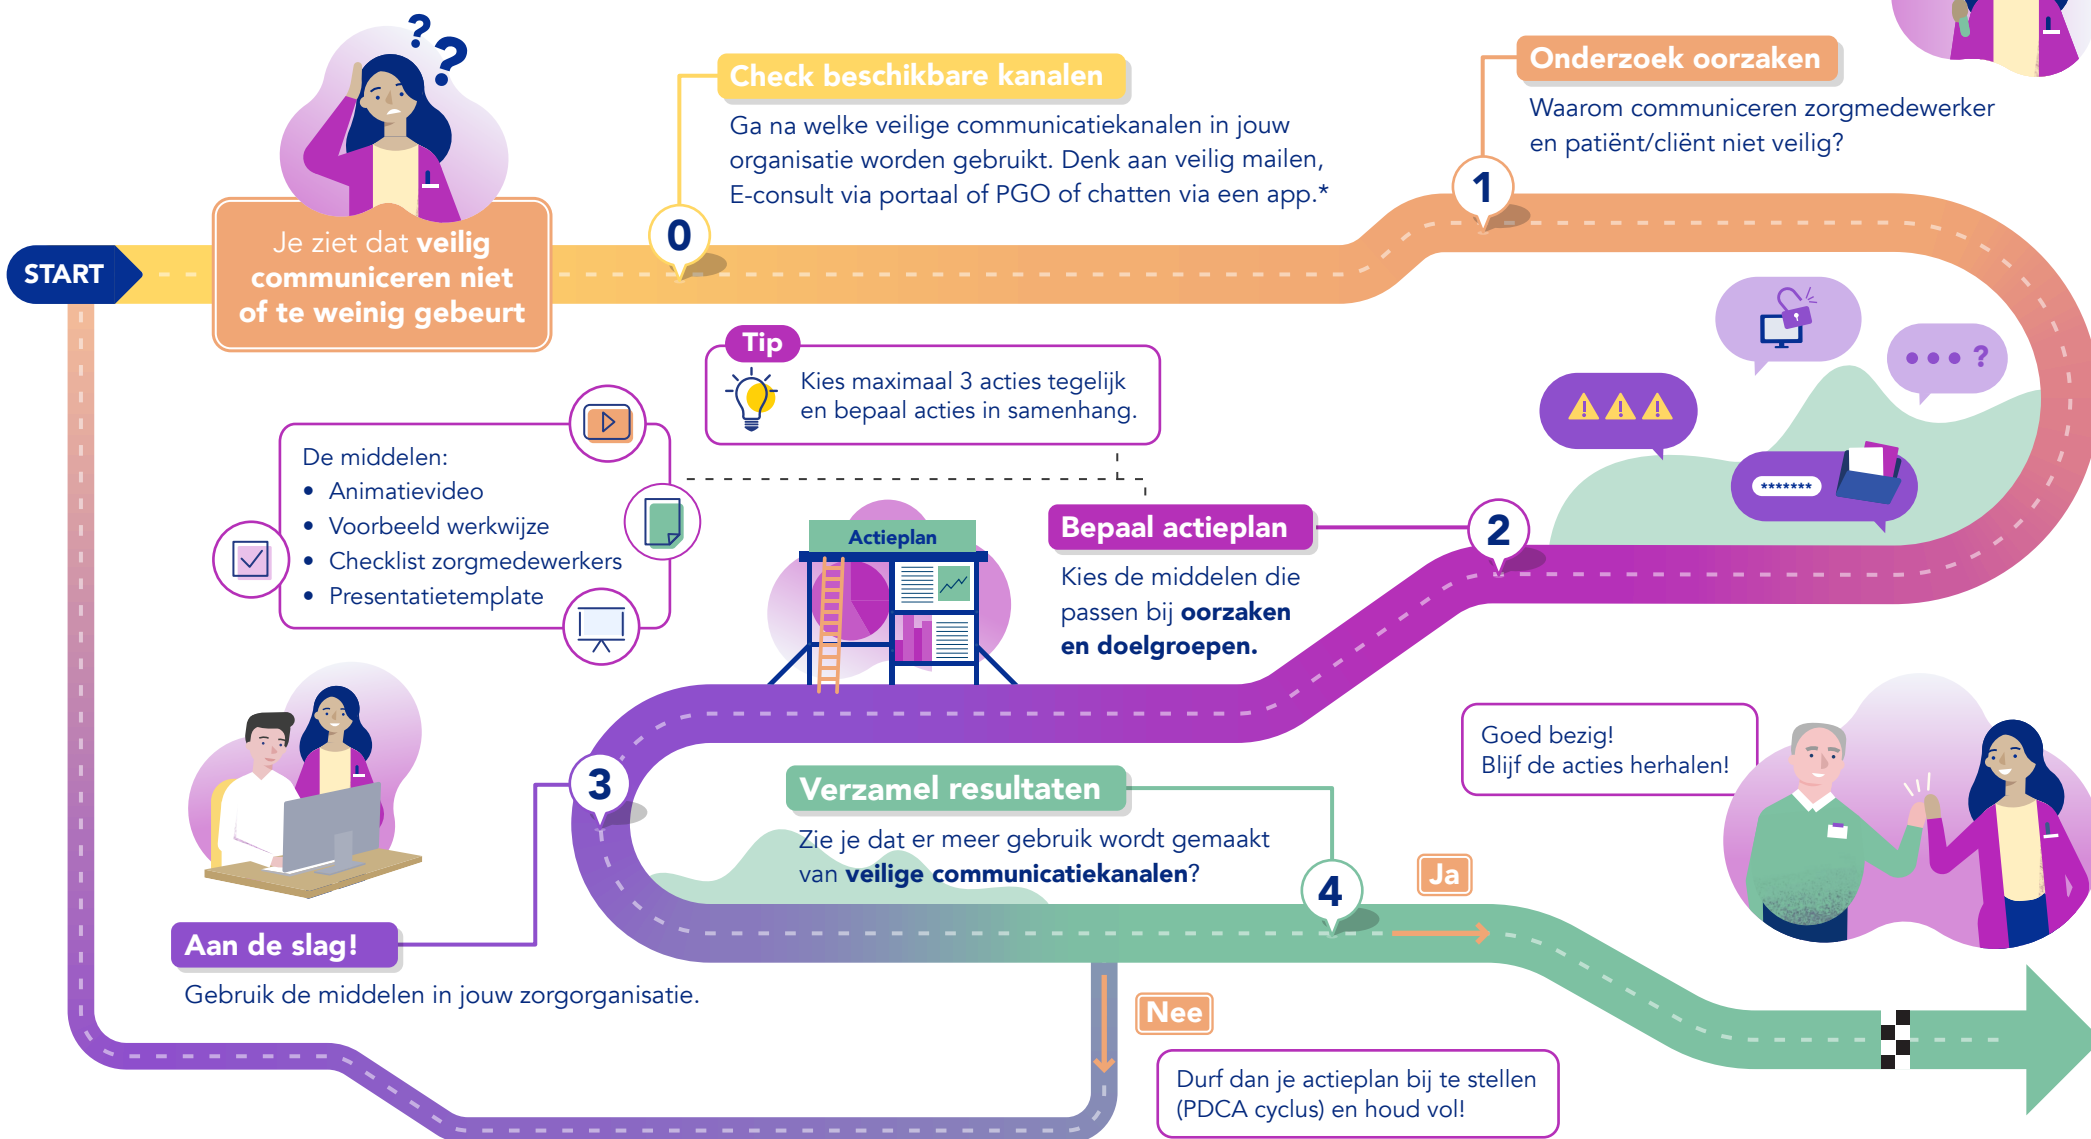 ? ?
?
START
Je ziet dat veilig
communiceren niet
of te weinig gebeurt
0
Check beschikbare kanalen
Ga na welke veilige communicatiekanalen in jouw
organisatie worden gebruikt. Denk aan veilig mailen,
E-consult via portaal of PGO of chatten via een app.*
1
Onderzoek oorzaken
Waarom communiceren zorgmedewerker
en patiënt/cliënt niet veilig?
?
*******
Tip
Kies maximaal 3 acties tegelijk
en bepaal acties in samenhang.
De middelen:
• Animatievideo
• Voorbeeld werkwijze
• Checklist zorgmedewerkers
• Presentatietemplate
Actieplan
2
Bepaal actieplan
Kies de middelen die
passen bij oorzaken
en doelgroepen.
3
Aan de slag!
Gebruik de middelen in jouw zorgorganisatie.
Verzamel resultaten
Zie je dat er meer gebruik wordt gemaakt
van veilige communicatiekanalen?
4
Ja
Goed bezig!
Blijf de acties herhalen!
Nee
Durf dan je actieplan bij te stellen
(PDCA cyclus) en houd vol!